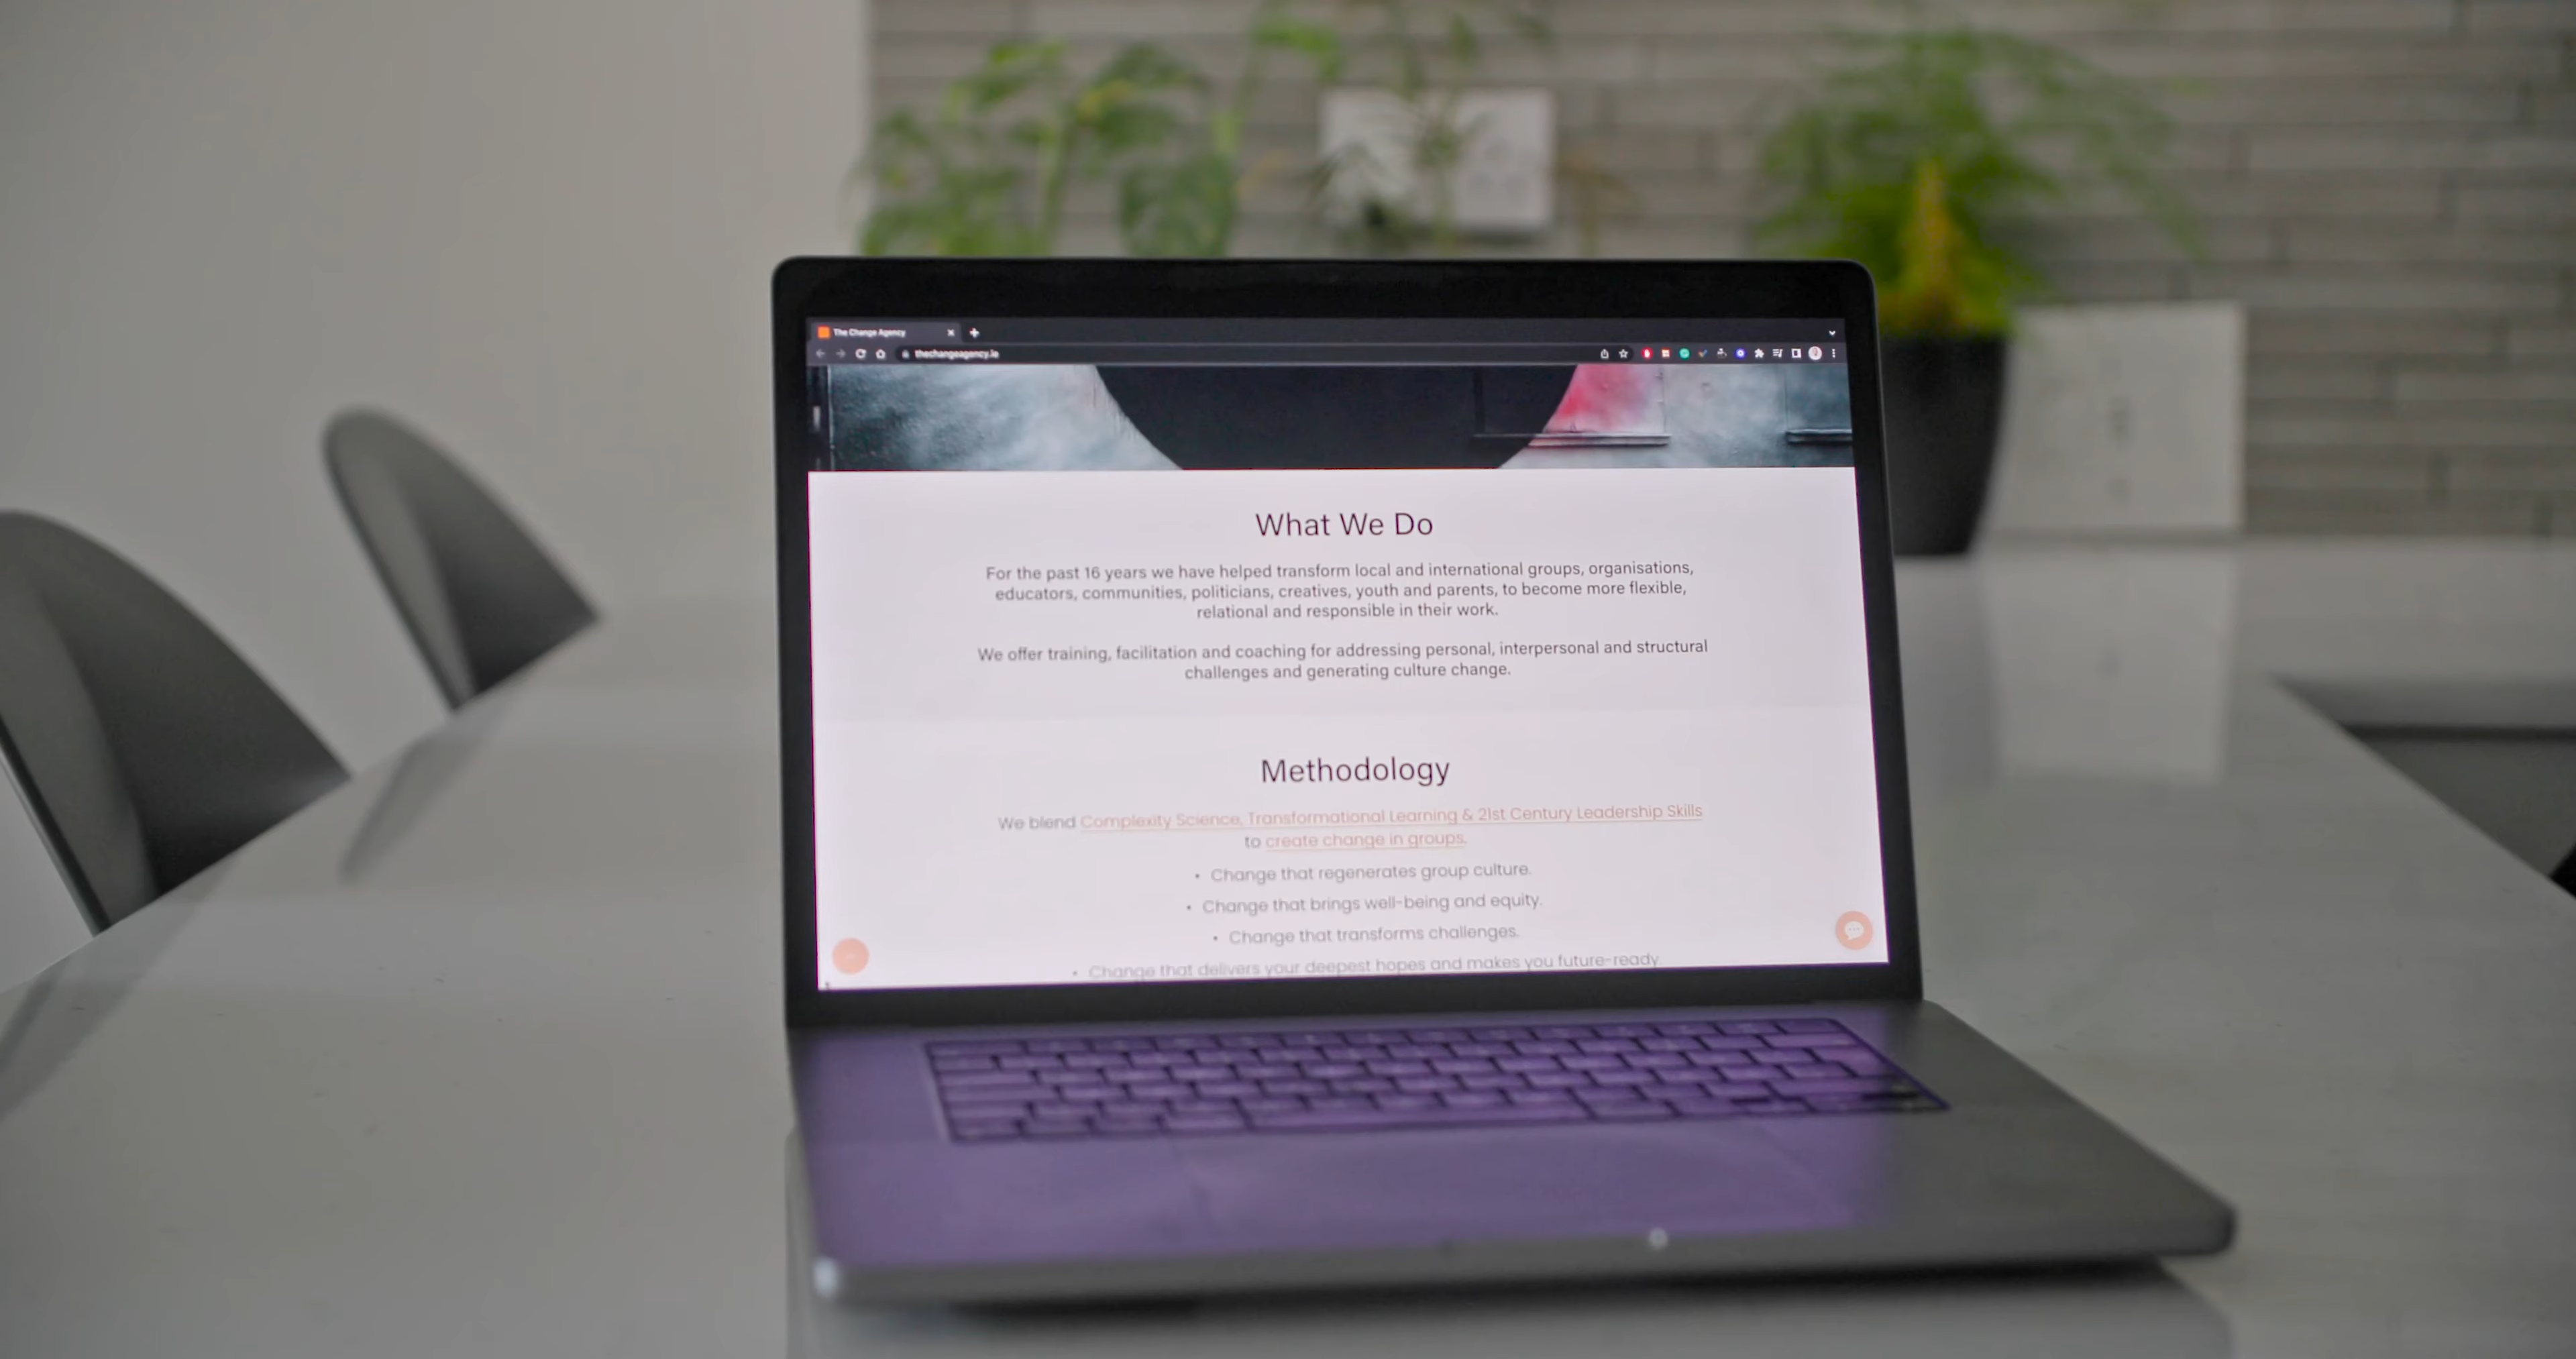 The Change Agency
thechangeagency.ie
What We Do
For the past 16 years we have helped transform local and international groups, organisations,
educators, communities, politicians, creatives, youth and parents, to become more flexible,
relational and responsible in their work.
We offer training, facilitation and coaching for addressing personal, interpersonal and structural
challenges and generating culture change.
Methodology
We blend Complexity Science, Transformational Learning & 21st Century Leadership Skills
to create change in groups.
• Change that regenerates group culture.
• Change that brings well-being and equity.
• Change that transforms challenges.
• Change that delivers your deepest hopes and makes you future-ready.